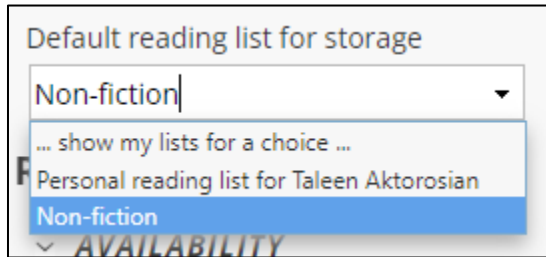 Default reading list for storage
Non-fiction
... show my lists for a choice ...
Personal reading list for Taleen Aktorosian
Non-fiction
AVAILABILITY